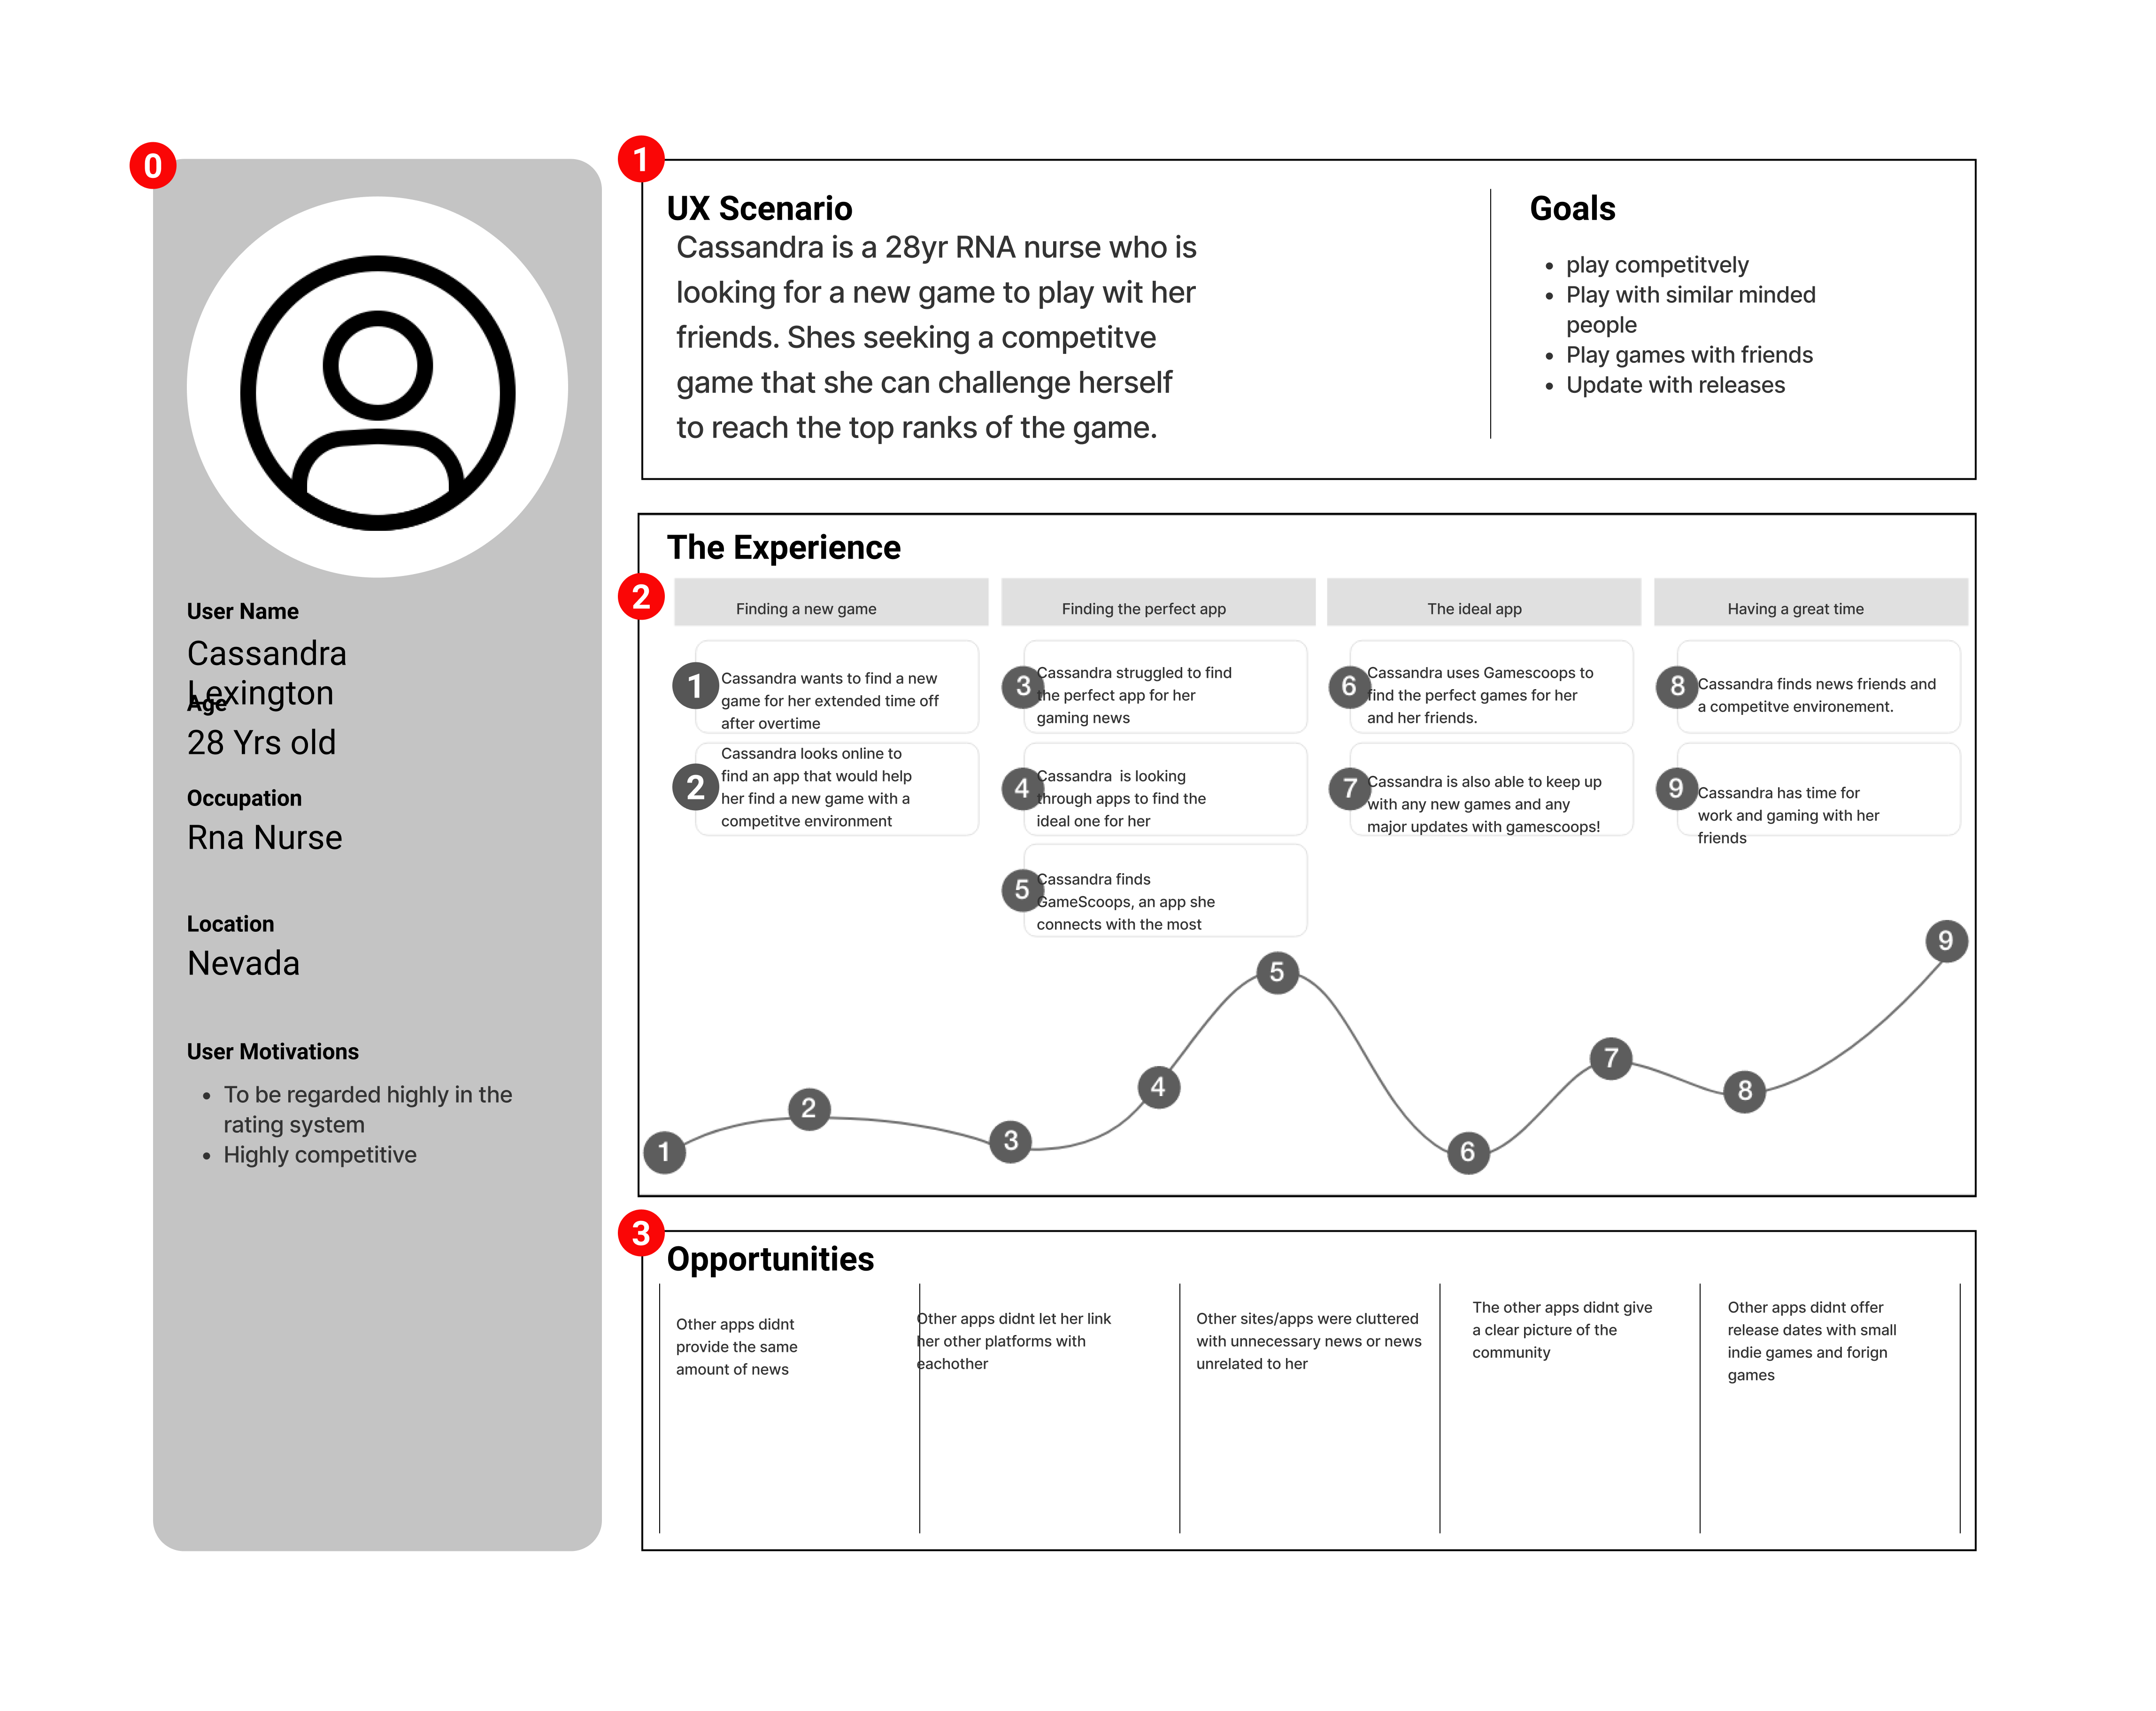 0
User Name
Cassandra
Lexington
Age
28 Yrs old
Occupation
Rna Nurse
Location
Nevada
User Motivations
• To be regarded highly in the
rating system
• Highly competitive
1
UX Scenario
Cassandra is a 28yr RNA nurse who is
looking for a new game to play wit her
friends. Shes seeking a competitve
game that she can challenge herself
to reach the top ranks of the game.
Goals
• play competitvely
• Play with similar minded
people
• Play games with friends
• Update with releases
The Experience
2
Finding a new game
1
Cassandra wants to find a new
game for her extended time off
after overtime
2
Cassandra looks online to
find an app that would help
her find a new game with a
competitve environment
Finding the perfect app
3
Cassandra struggled to find
the perfect app for her
gaming news
4
Cassandra  is looking
through apps to find the
ideal one for her
5
Cassandra finds
GameScoops, an app she
connects with the most
The ideal app
6
Cassandra uses Gamescoops to
find the perfect games for her
and her friends.
7
Cassandra is also able to keep up
with any new games and any
major updates with gamescoops!
Having a great time
8
Cassandra finds news friends and
a competitve environement.
9
Cassandra has time for
work and gaming with her
friends
1
2
3
4
5
6
7
8
9
3
Opportunities
Other apps didnt
provide the same
amount of news
Other apps didnt let her link
her other platforms with
eachother
Other sites/apps were cluttered
with unnecessary news or news
unrelated to her
The other apps didnt give
a clear picture of the
community
Other apps didnt offer
release dates with small
indie games and forign
games